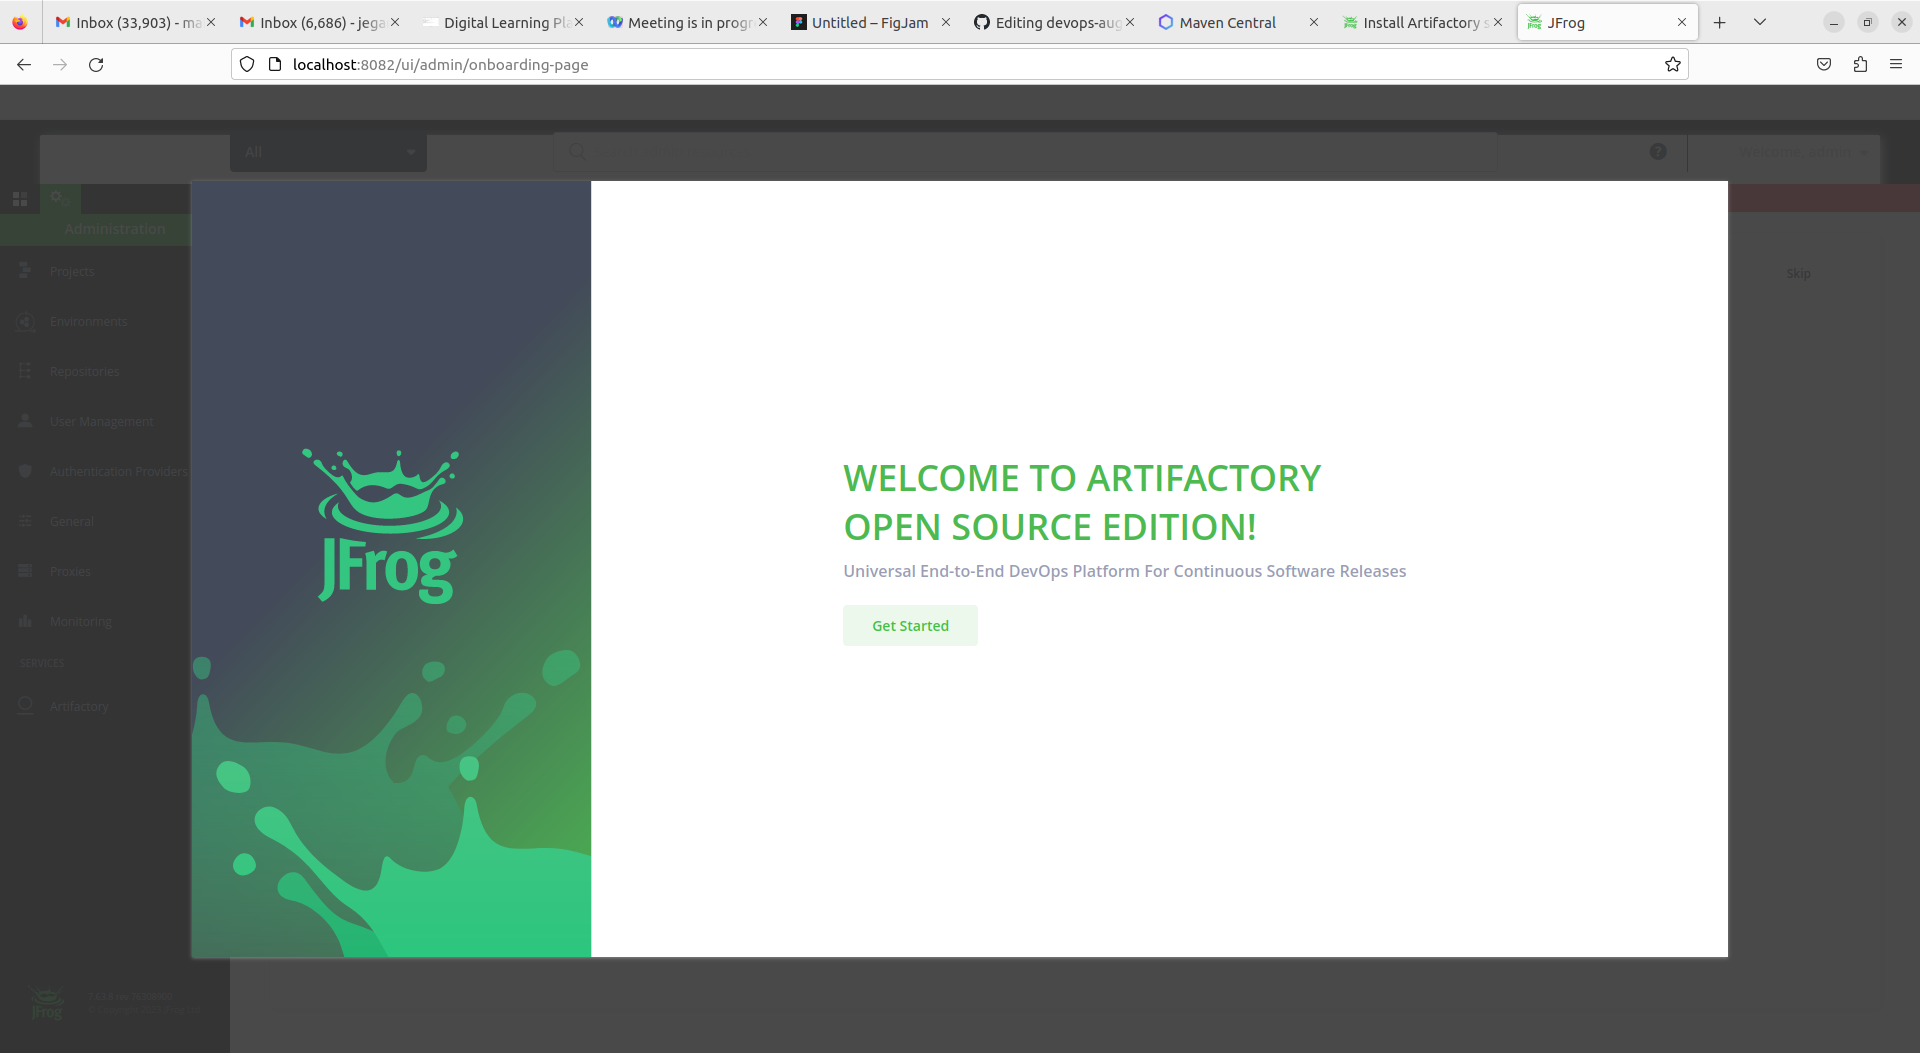 Inbox (33,903) - ma
Inbox (6,686) - jega
Digital Learning Pla
Meeting is in progr
Untitled – FigJam
Editing devops-aug
Maven Central
Install Artifactory s
JFrog
localhost:8082/ui/admin/onboarding-page
All
Welcome, admin
Administration
Projects
Skip
Environments
Repositories
User Management
Authentication Providers
General
Proxies
Monitoring
SERVICES
Artifactory
JFrog
WELCOME TO ARTIFACTORY
OPEN SOURCE EDITION!
Universal End-to-End DevOps Platform For Continuous Software Releases
Get Started
JFrog